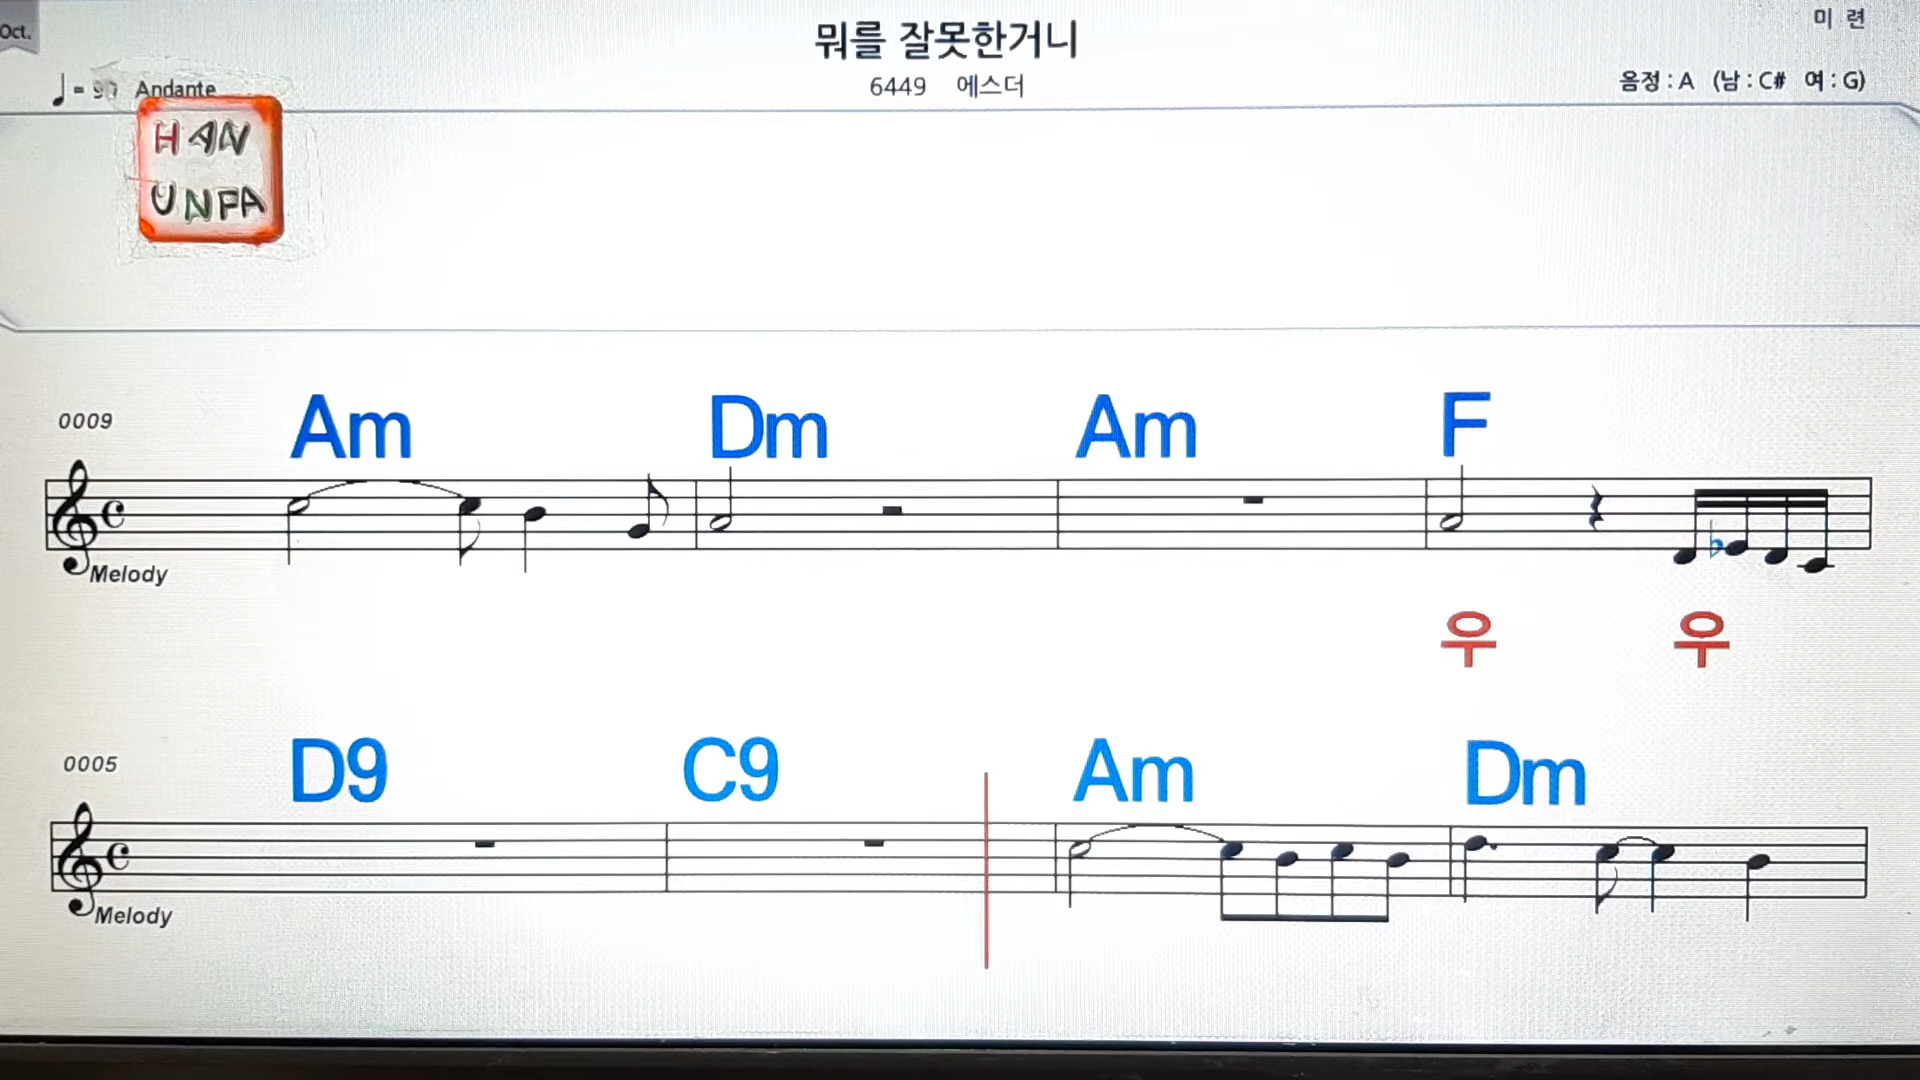 Oct.
뭐를 잘못한거니
미 련
6449 에스더
Andante
음정 : A (남 : C# 여 : G)
HAN
UNFA
0009
Am Dm Am F
Melody
우 우
0005
D9 C9 Am Dm
Melody